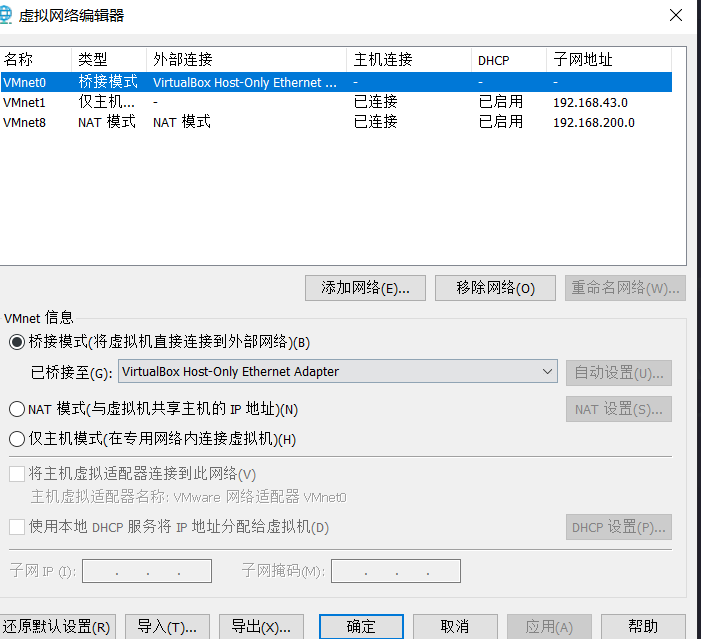 虚拟网络编辑器
名称 类型 外部连接 主机连接 DHCP 子网地址
VMnet0 桥接模式 VirtualBox Host-Only Ethernet ... - - -
VMnet1 仅主机... - 已连接 已启用 192.168.43.0
VMnet8 NAT 模式 NAT 模式 已连接 已启用 192.168.200.0
添加网络(E)... 移除网络(O) 重命名网络(W)...
VMnet 信息
桥接模式(将虚拟机直接连接到外部网络)(B)
已桥接至(G): VirtualBox Host-Only Ethernet Adapter 自动设置(U)...
NAT 模式(与虚拟机共享主机的 IP 地址)(N) NAT 设置(S)...
仅主机模式(在专用网络内连接虚拟机)(H)
将主机虚拟适配器连接到此网络(V)
主机虚拟适配器名称: VMware 网络适配器 VMnet0
使用本地 DHCP 服务将 IP 地址分配给虚拟机(D) DHCP 设置(P)...
子网 IP (I): . . . 子网掩码(M): . . .
还原默认设置(R) 导入(T)... 导出(X)... 确定 取消 应用(A) 帮助